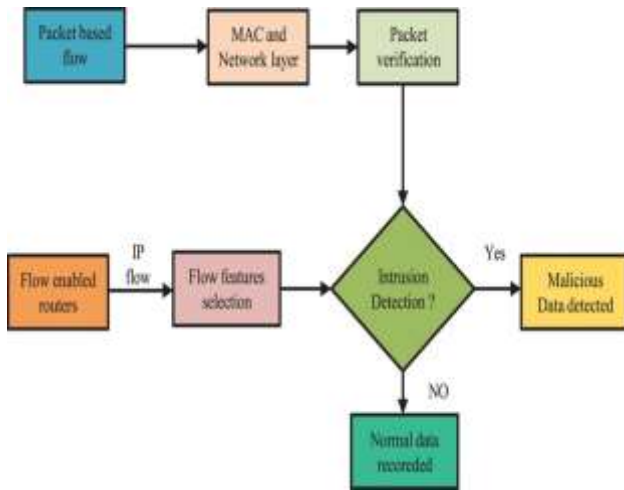 Packet based
flow
MAC and
Network layer
Packet
verification
Flow enabled
routers
IP
flow
Flow features
selection
Intrusion
Detection ?
Yes
Malicious
Data detected
NO
Normal data
recoreded